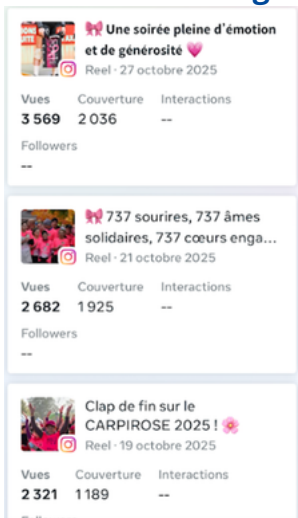 🎀 Une soirée pleine d'émotion
et de générosité 💗
Reel · 27 octobre 2025
Vues Couverture Interactions
3 569 2 036 --
Followers
--
🎀 737 sourires, 737 âmes
solidaires, 737 cœurs enga...
Reel · 21 octobre 2025
Vues Couverture Interactions
2 682 1 925 --
Followers
--
Clap de fin sur le
CARPIROSE 2025 ! 🌸
Reel · 19 octobre 2025
Vues Couverture Interactions
2 321 1 189 --